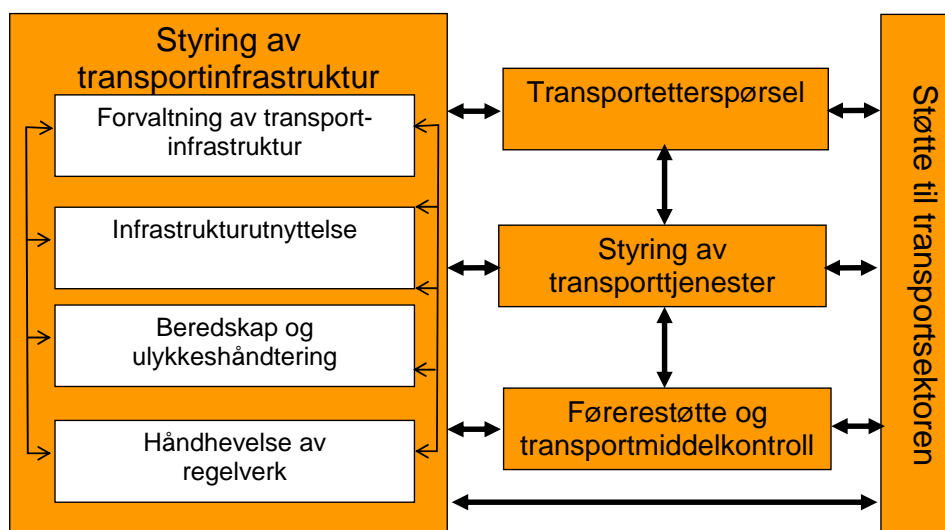 Styring av
transportinfrastruktur
Forvaltning av transport-
infrastruktur
Infrastrukturutnyttelse
Beredskap og
ulykkeshåndtering
Håndhevelse av
regelverk
Transportetterspørsel
Styring av
transporttjenester
Førerestøtte og
transportmiddelkontroll
Støtte til transportsektoren